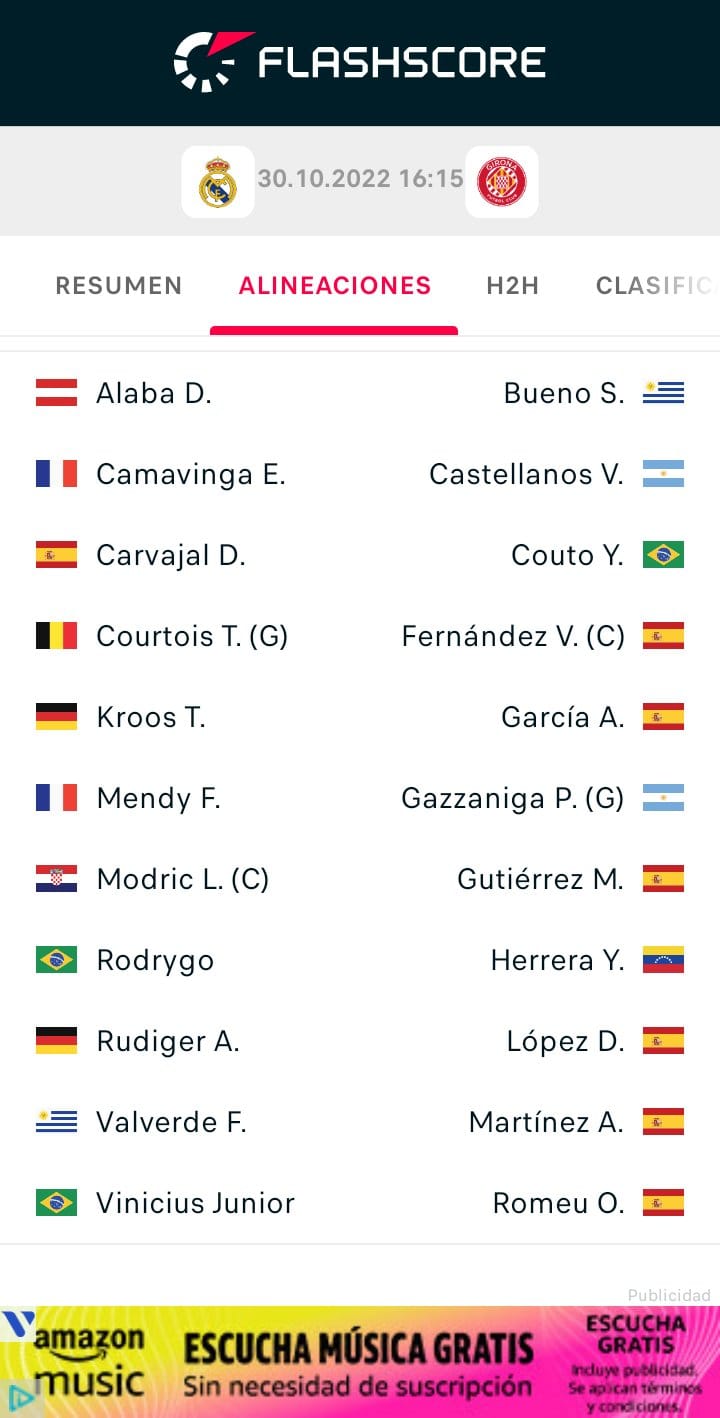 FLASHSCORE
30.10.2022 16:15
RESUMEN ALINEACIONES H2H CLASIFIC
Alaba D. Bueno S.
Camavinga E. Castellanos V.
Carvajal D. Couto Y.
Courtois T. (G) Fernández V. (C)
Kroos T. García A.
Mendy F. Gazzaniga P. (G)
Modric L. (C) Gutiérrez M.
Rodrygo Herrera Y.
Rudiger A. López D.
Valverde F. Martínez A.
Vinicius Junior Romeu O.
Publicidad
amazon music
ESCUCHA MÚSICA GRATIS
Sin necesidad de suscripción
ESCUCHA
GRATIS
Incluye publicidad.
Se aplican términos
y condiciones.